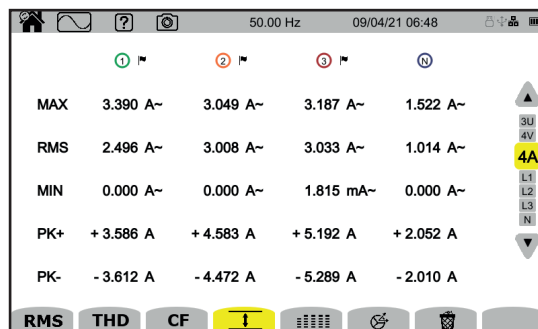 ? 50.00 Hz 09/04/21 06:48
1 2 3 N
MAX 3.390 A~ 3.049 A~ 3.187 A~ 1.522 A~
3U
4V
RMS 2.496 A~ 3.008 A~ 3.033 A~ 1.014 A~
4A
L1
MIN 0.000 A~ 0.000 A~ 1.815 mA~ 0.000 A~
L2
L3
N
PK+ + 3.586 A + 4.583 A + 5.192 A + 2.052 A
PK- - 3.612 A - 4.472 A - 5.289 A - 2.010 A
RMS THD CF